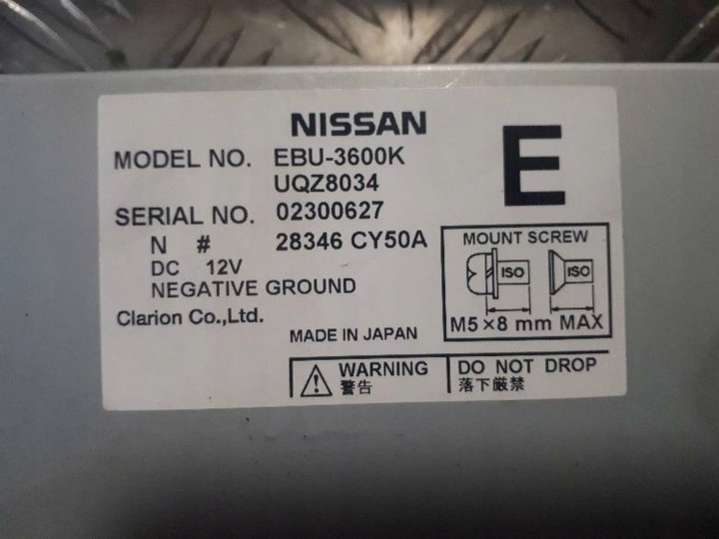 NISSAN
E
MODEL NO. EBU-3600K
UQZ8034
SERIAL NO. 02300627
N # 28346 CY50A
DC 12V
NEGATIVE GROUND
Clarion Co.,Ltd.
MADE IN JAPAN
MOUNT SCREW
ISO ISO
M5×8 mm MAX
WARNING
警告
DO NOT DROP
落下厳禁